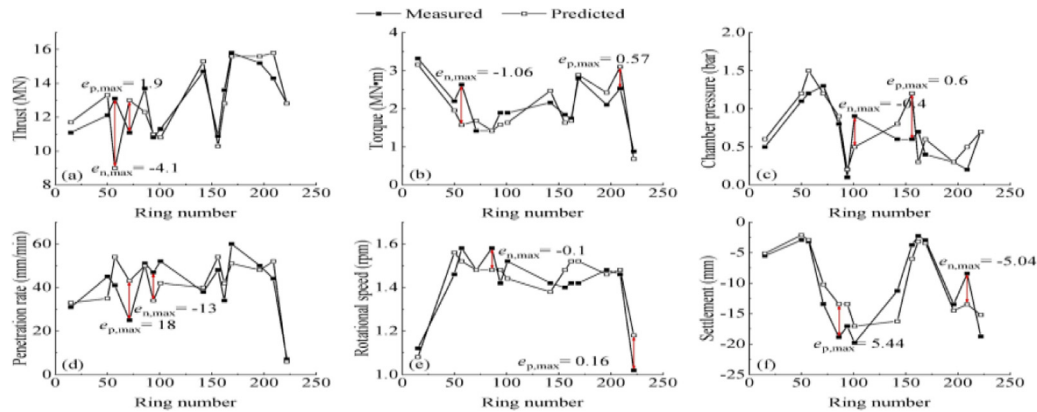 Measured Predicted
Thrust (MN)
16
14
12
10
8
e_p,max = 1.9
e_n,max = -4.1
(a)
0 50 100 150 200 250
Ring number
Torque (MN•m)
4
3
2
1
0
e_n,max = -1.06
e_p,max = 0.57
(b)
0 50 100 150 200 250
Ring number
Chamber pressure (bar)
2.0
1.5
1.0
0.5
0.0
e_p,max = 0.6
e_n,max = -0.4
(c)
0 50 100 150 200 250
Ring number
Penetration rate (mm/min)
60
40
20
0
e_n,max = -13
e_p,max = 18
(d)
0 50 100 150 200 250
Ring number
Rotational speed (rpm)
1.6
1.4
1.2
1.0
e_n,max = -0.1
e_p,max = 0.16
(e)
0 50 100 150 200 250
Ring number
Settlement (mm)
0
-5
-10
-15
-20
-25
e_n,max = -5.04
e_p,max = 5.44
(f)
0 50 100 150 200 250
Ring number